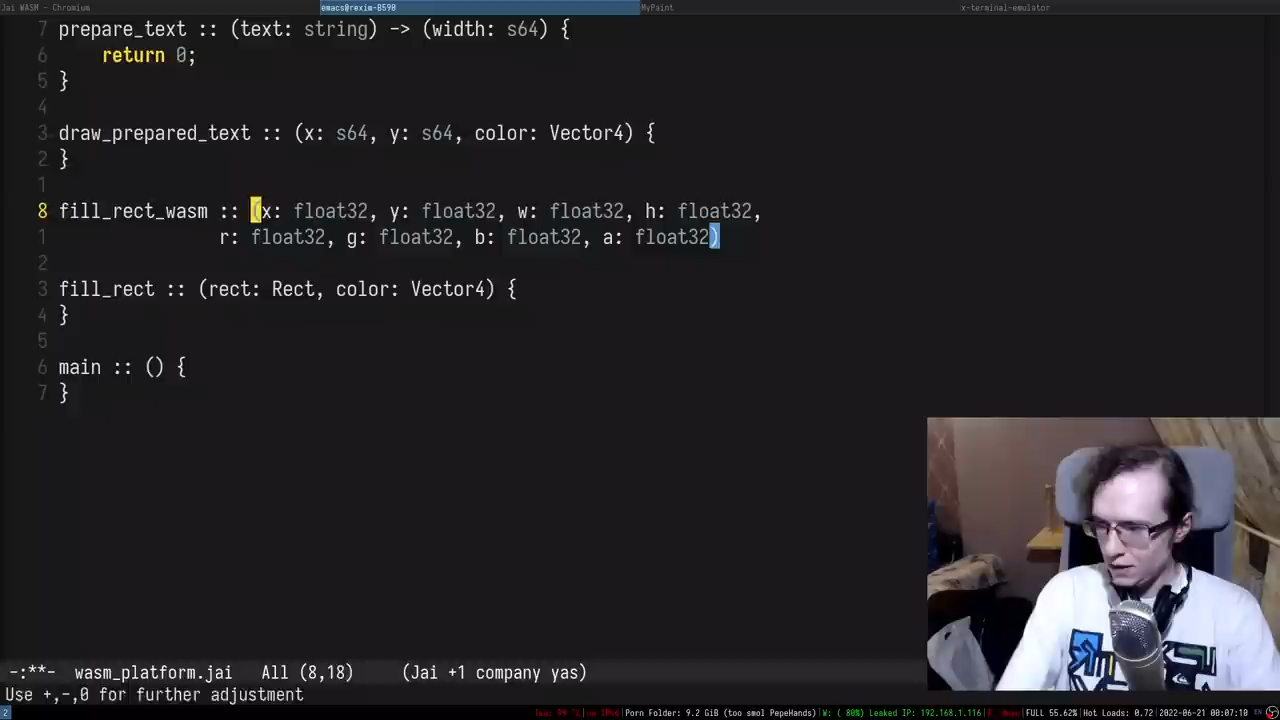 Jai WASM - Chromium emacs@rexim-B590 MyPaint x-terminal-emulator
7 prepare_text :: (text: string) -> (width: s64) {
6 return 0;
5 }
4
3 draw_prepared_text :: (x: s64, y: s64, color: Vector4) {
2 }
1
8 fill_rect_wasm :: (x: float32, y: float32, w: float32, h: float32,
1 r: float32, g: float32, b: float32, a: float32)
2
3 fill_rect :: (rect: Rect, color: Vector4) {
4 }
5
6 main :: () {
7 }
-:**- wasm_platform.jai All (8,18) (Jai +1 company yas)
Use +,-,0 for further adjustment
2 Porn Folder: 9.2 GiB (too smol PepeHands)|W: ( 80%) Leaked IP: 192.168.1.116| FULL 55.62%|Hot Loads: 0.72|2022-06-21 00:07:10 EN